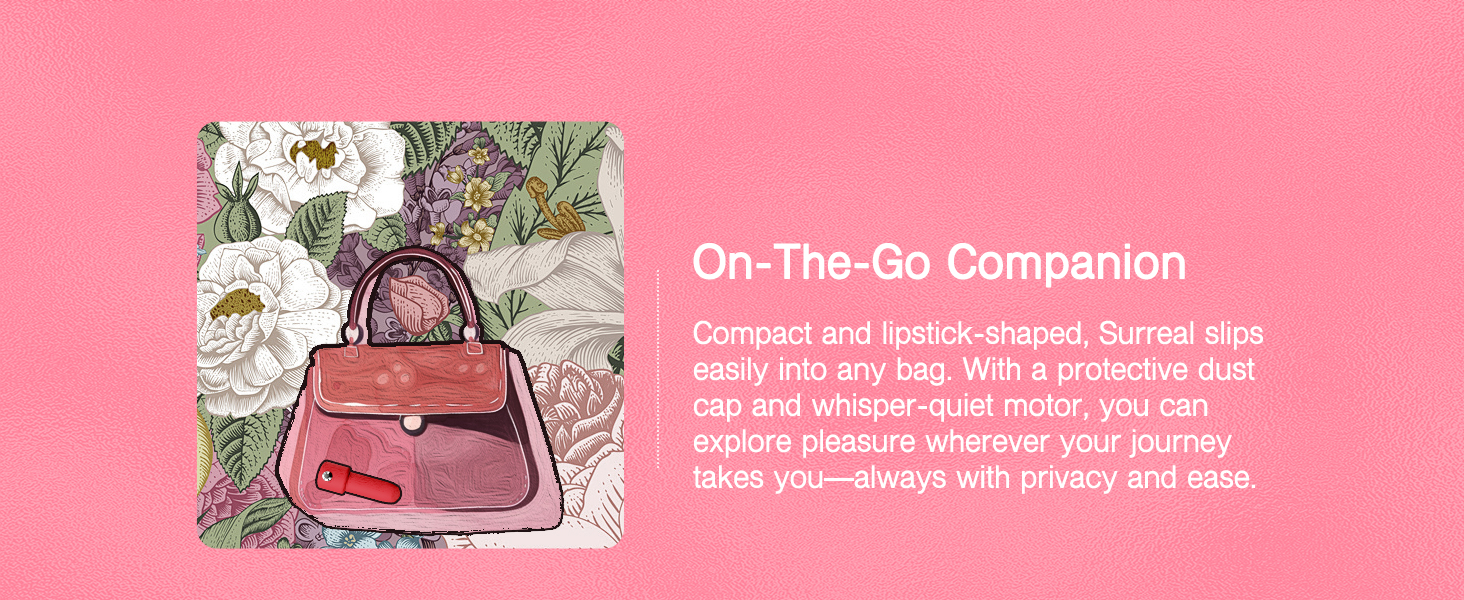 On-The-Go Companion
Compact and lipstick-shaped, Surreal slips
easily into any bag. With a protective dust
cap and whisper-quiet motor, you can
explore pleasure wherever your journey
takes you—always with privacy and ease.